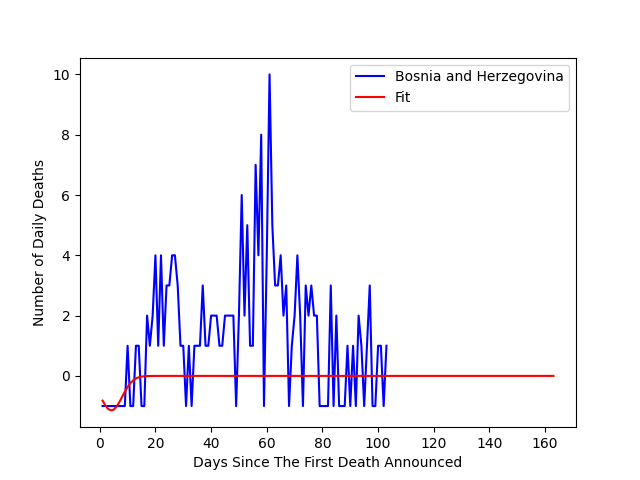 Bosnia and Herzegovina
Fit
Number of Daily Deaths
10
8
6
4
2
0
0 20 40 60 80 100 120 140 160
Days Since The First Death Announced